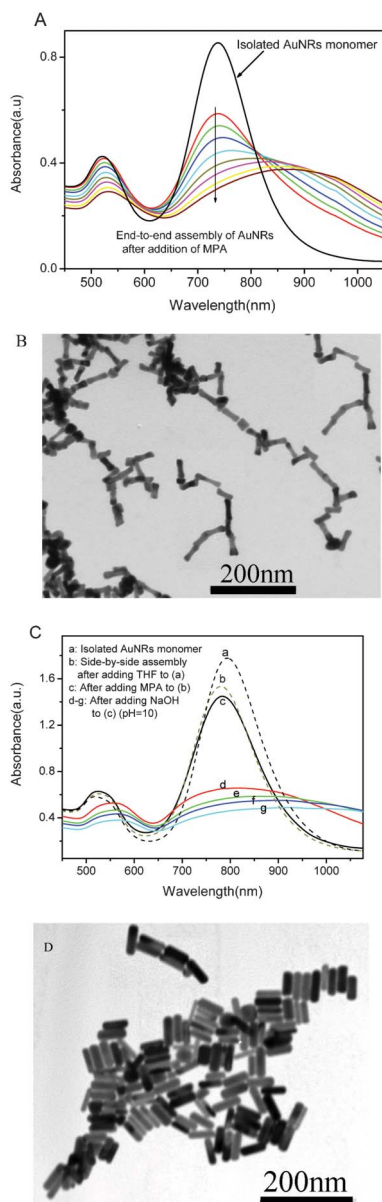 A
0.8
Isolated AuNRs monomer
Absorbance(a.u)
0.4
End-to-end assembly of AuNRs
after addition of MPA
0.0
500 600 700 800 900 1000
Wavelength(nm)
B
200nm
C
a: Isolated AuNRs monomer
b: Side-by-side assembly
after adding THF to (a)
c: After adding MPA to (b)
d-g: After adding NaOH
to (c) (pH=10)
a
b
c
1.6
1.2
Absorbance(a.u.)
0.8
d
e
f
g
0.4
500 600 700 800 900 1000
Wavelength(nm)
D
200nm